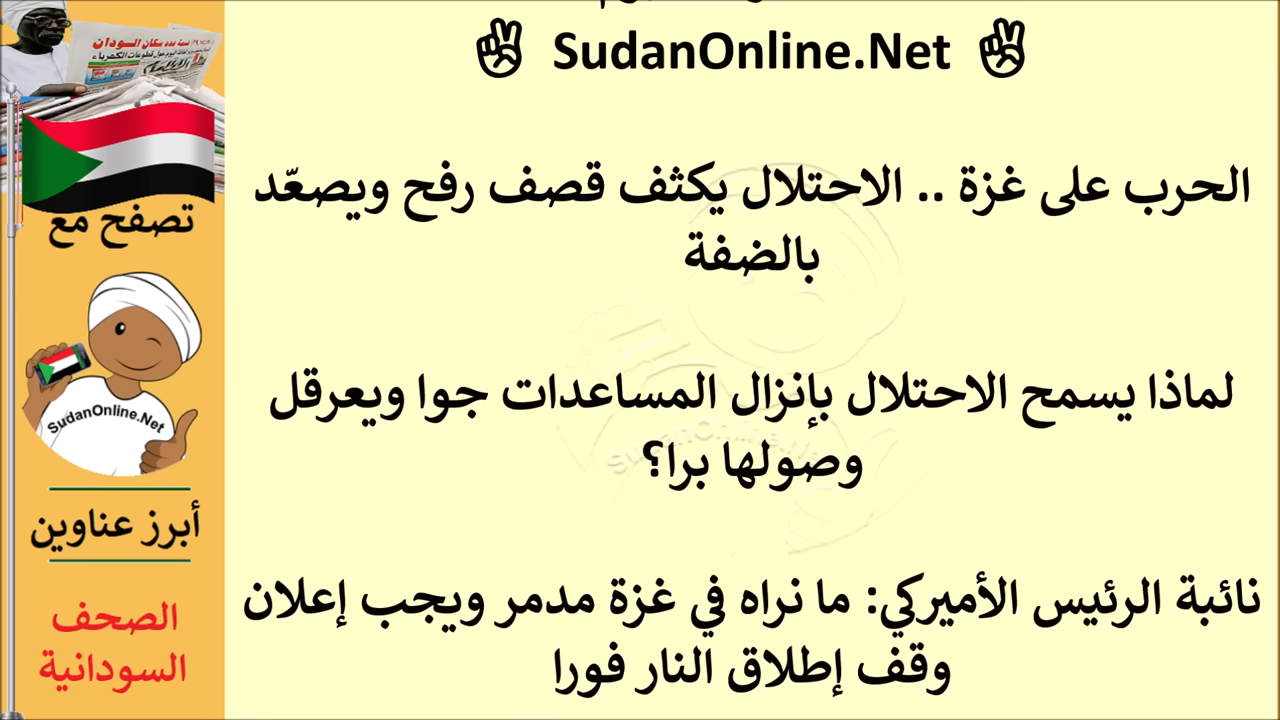 SudanOnline.Net
الحرب على غزة .. الاحتلال يكثف قصف رفح ويصعّد
بالضفة
لماذا يسمح الاحتلال بإنزال المساعدات جوا ويعرقل
وصولها برا؟
نائبة الرئيس الأميركي: ما نراه في غزة مدمر ويجب إعلان
وقف إطلاق النار فورا
تصفح مع
SudanOnline.Net
أبرز عناوين
الصحف
السودانية
SudanOnline.Net